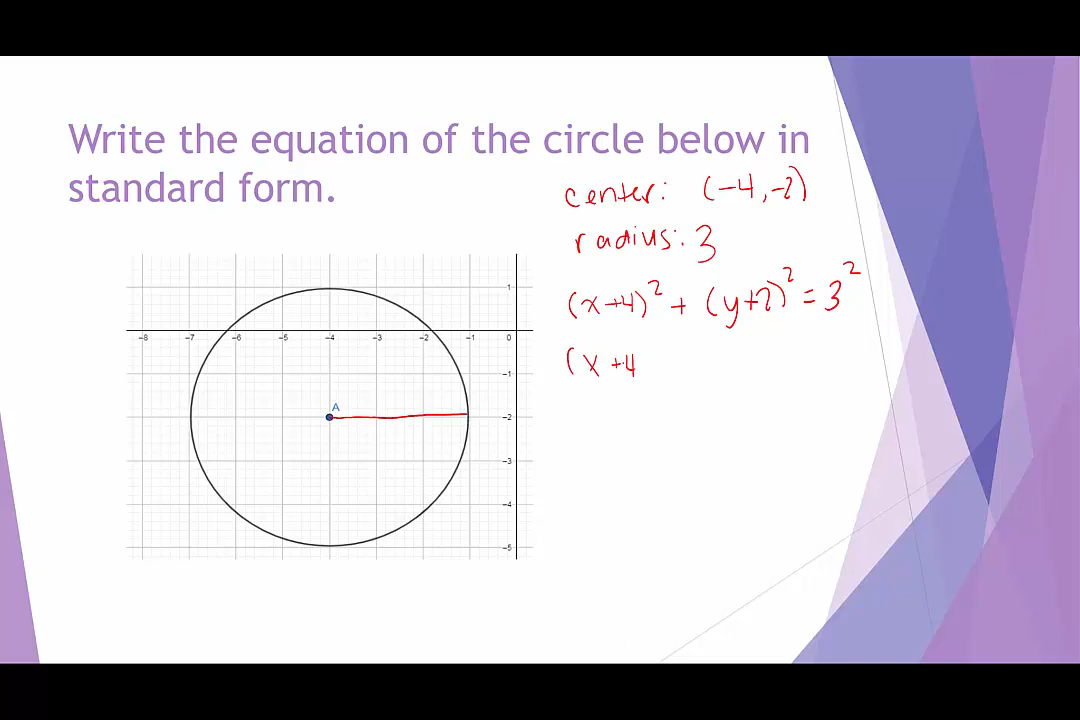 Write the equation of the circle below in
standard form.
center: (-4,-2)
radius: 3
(x+4)² + (y+2)² = 3²
(x +4
1
-8 -7 -6 -5 -4 -3 -2 -1 0
-1
A
-2
-3
-4
-5